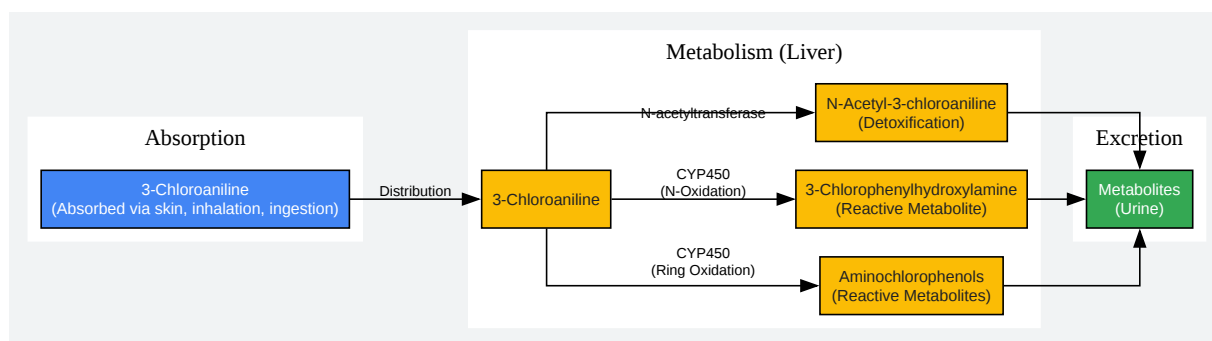 Metabolism (Liver)
Absorption
Excretion
3-Chloroaniline
(Absorbed via skin, inhalation, ingestion)
Distribution
3-Chloroaniline
N-acetyltransferase
N-Acetyl-3-chloroaniline
(Detoxification)
CYP450
(N-Oxidation)
3-Chlorophenylhydroxylamine
(Reactive Metabolite)
CYP450
(Ring Oxidation)
Aminochlorophenols
(Reactive Metabolites)
Metabolites
(Urine)